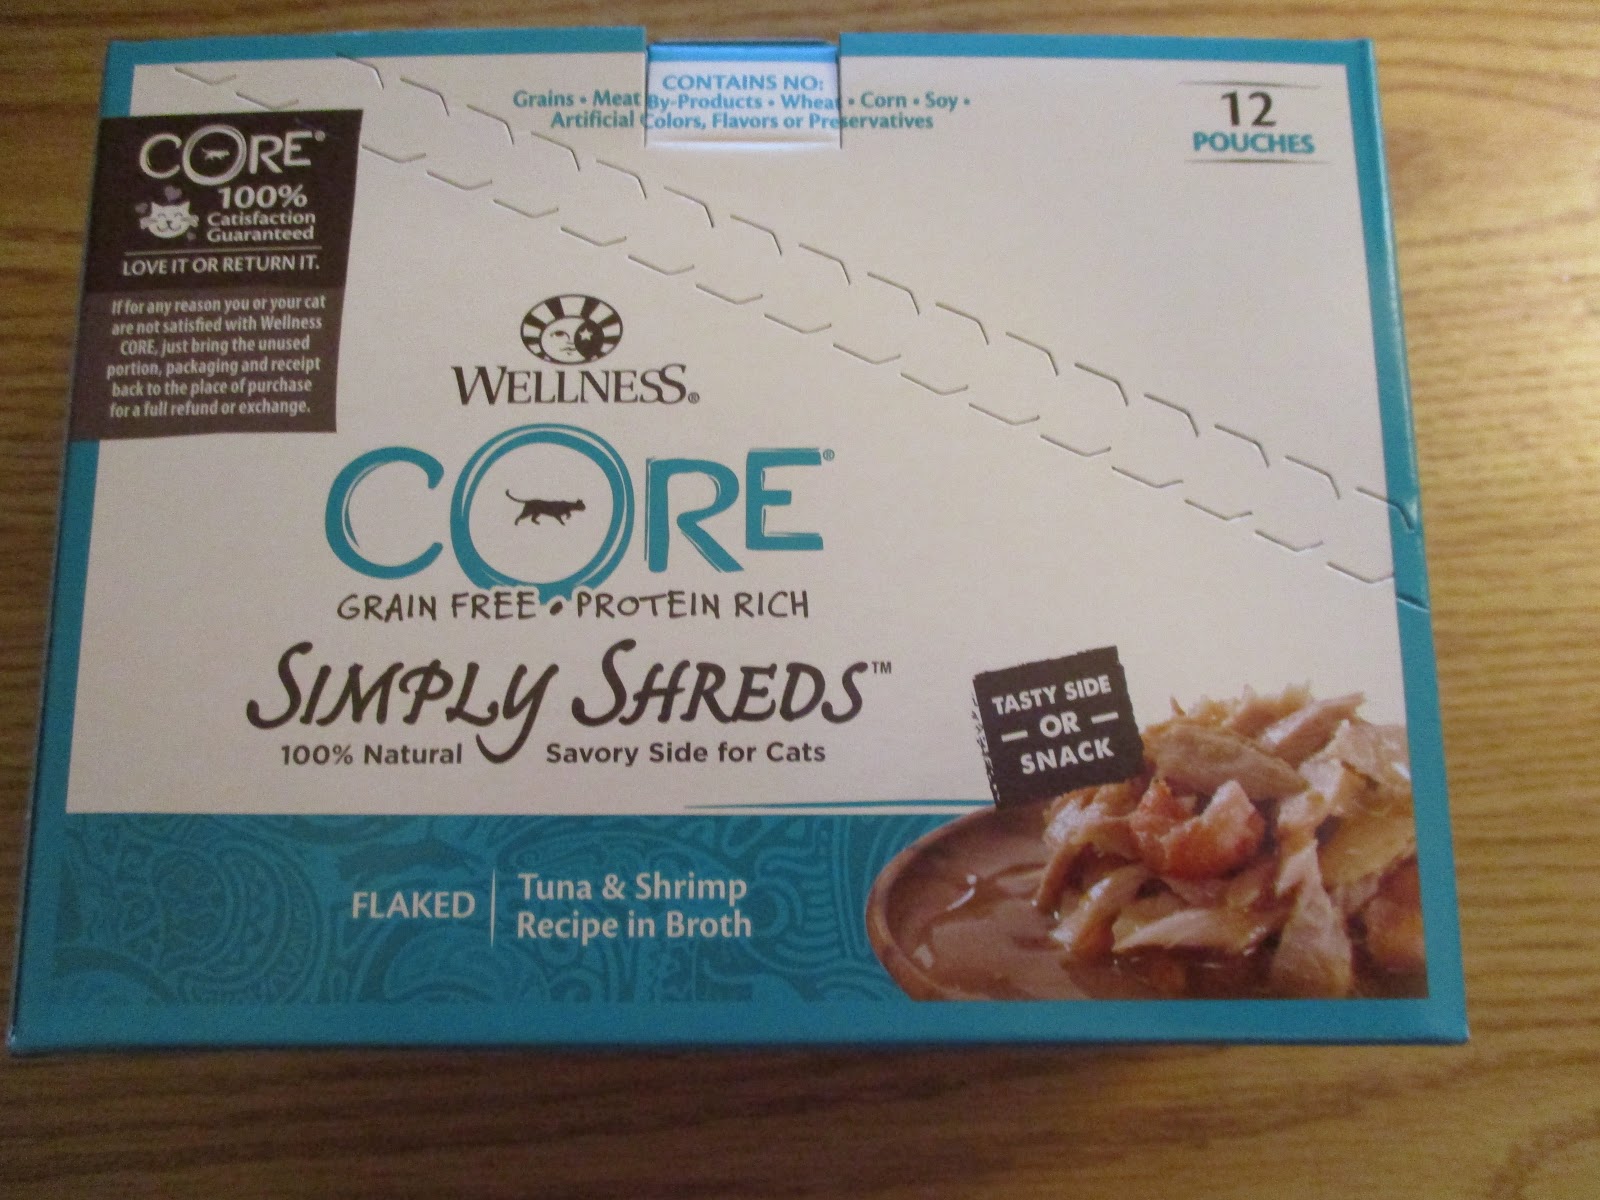 CONTAINS NO:
Grains • Meat By-Products • Wheat • Corn • Soy •
Artificial Colors, Flavors or Preservatives
12
POUCHES
CORE®
100%
Catisfaction
Guaranteed
LOVE IT OR RETURN IT.
If for any reason you or your cat
are not satisfied with Wellness
CORE, just bring the unused
portion, packaging and receipt
back to the place of purchase
for a full refund or exchange.
WELLNESS®
CORE®
GRAIN FREE • PROTEIN RICH
SIMPLY SHREDS™
100% Natural Savory Side for Cats
TASTY SIDE
— OR —
SNACK
FLAKED
Tuna & Shrimp
Recipe in Broth